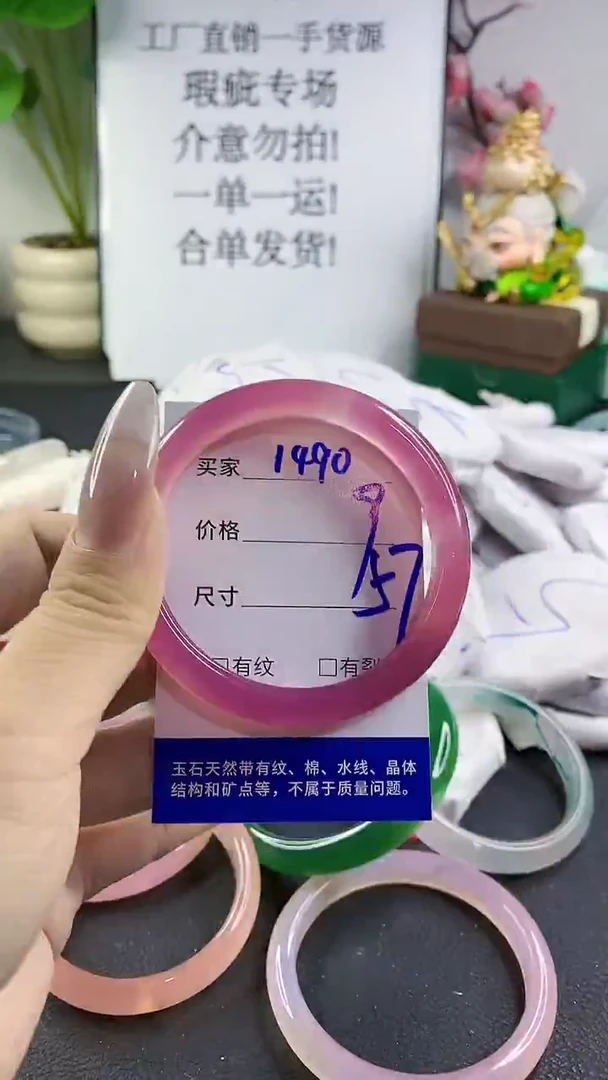 工厂直销一手货源
瑕疵专场
介意勿拍!
一单一运!
合单发货!
买家 1490
价格
尺寸 57
□有纹 □有裂
玉石天然带有纹、棉、水线、晶体
结构和矿点等，不属于质量问题。